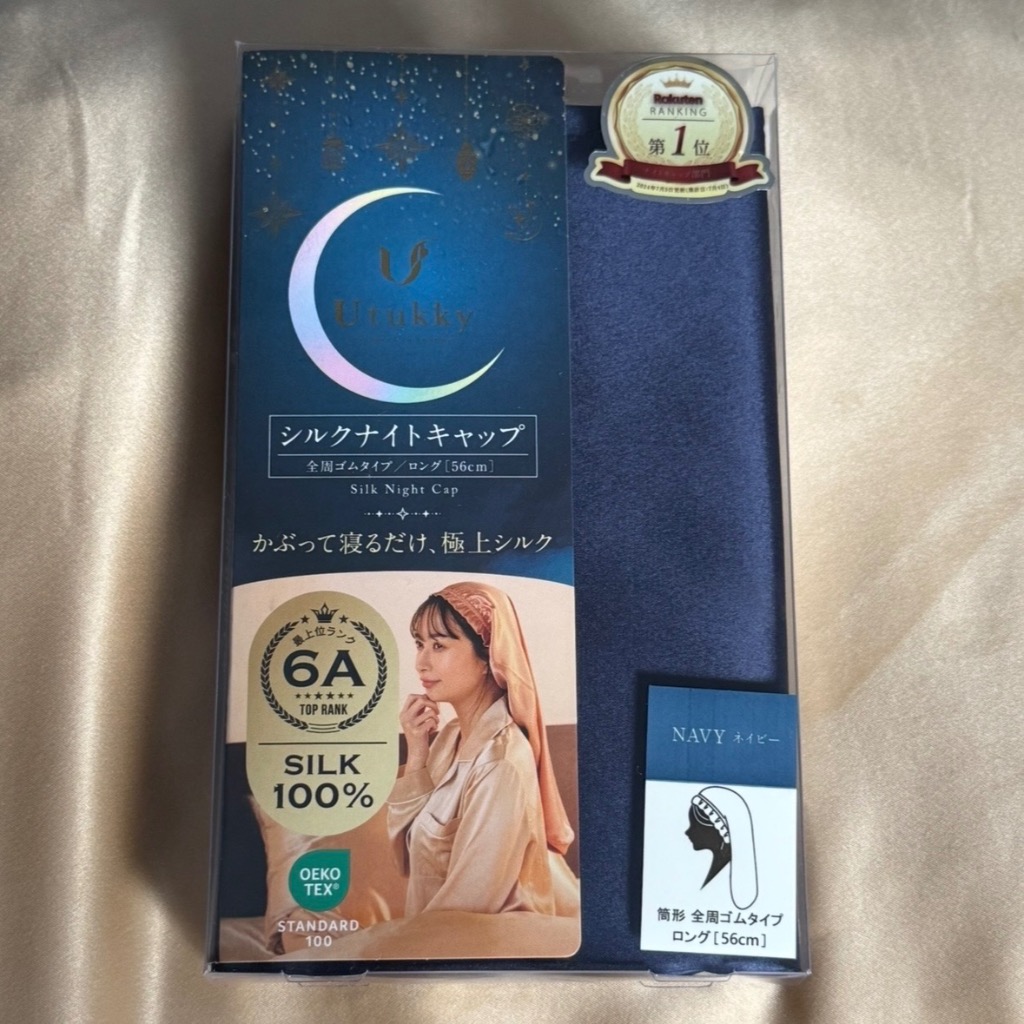 Rakuten
RANKING
第1位
Utukky
シルクナイトキャップ
全周ゴムタイプ／ロング[56cm]
Silk Night Cap
かぶって寝るだけ、極上シルク
最上位ランク
6A
TOP RANK
SILK
100%
OEKO
TEX®
STANDARD
100
NAVY ネイビー
筒形 全周ゴムタイプ
ロング[56cm]